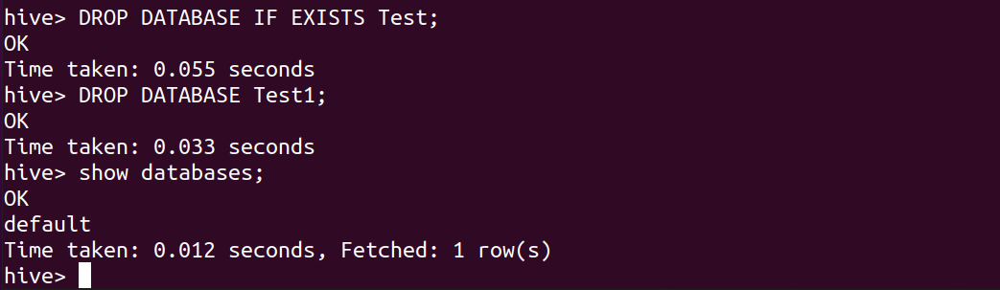 hive> DROP DATABASE IF EXISTS Test;
OK
Time taken: 0.055 seconds
hive> DROP DATABASE Test1;
OK
Time taken: 0.033 seconds
hive> show databases;
OK
default
Time taken: 0.012 seconds, Fetched: 1 row(s)
hive>